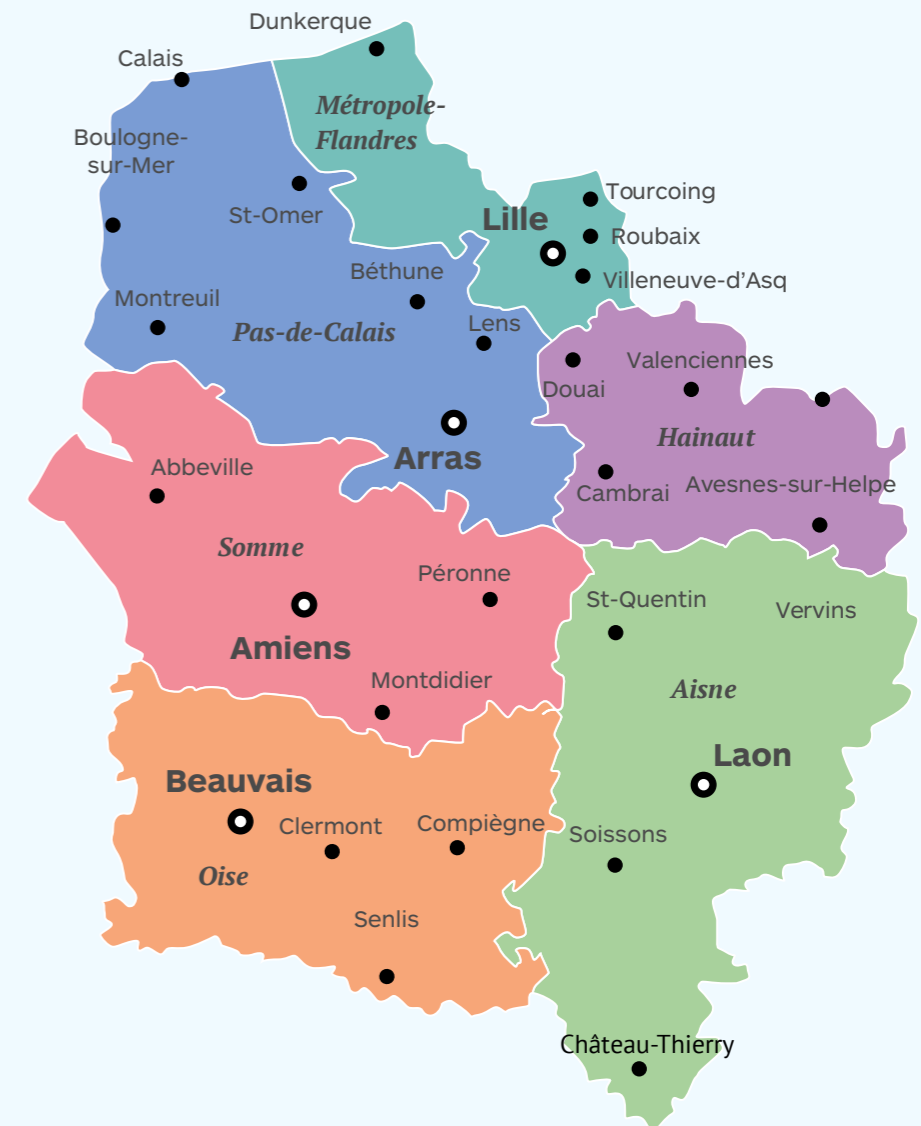 Dunkerque
Calais
Métropole-
Flandres
Boulogne-
sur-Mer
Tourcoing
St-Omer
Lille
Roubaix
Béthune
Villeneuve-d’Asq
Montreuil
Lens
Pas-de-Calais
Valenciennes
Douai
Hainaut
Arras
Abbeville
Avesnes-sur-Helpe
Cambrai
Somme
Péronne
St-Quentin
Vervins
Amiens
Montdidier
Aisne
Laon
Beauvais
Clermont
Compiègne
Soissons
Oise
Senlis
Château-Thierry